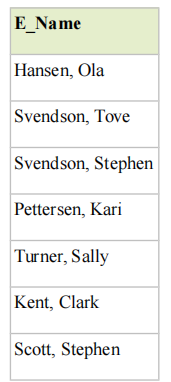 E_Name
Hansen, Ola
Svendson, Tove
Svendson, Stephen
Pettersen, Kari
Turner, Sally
Kent, Clark
Scott, Stephen